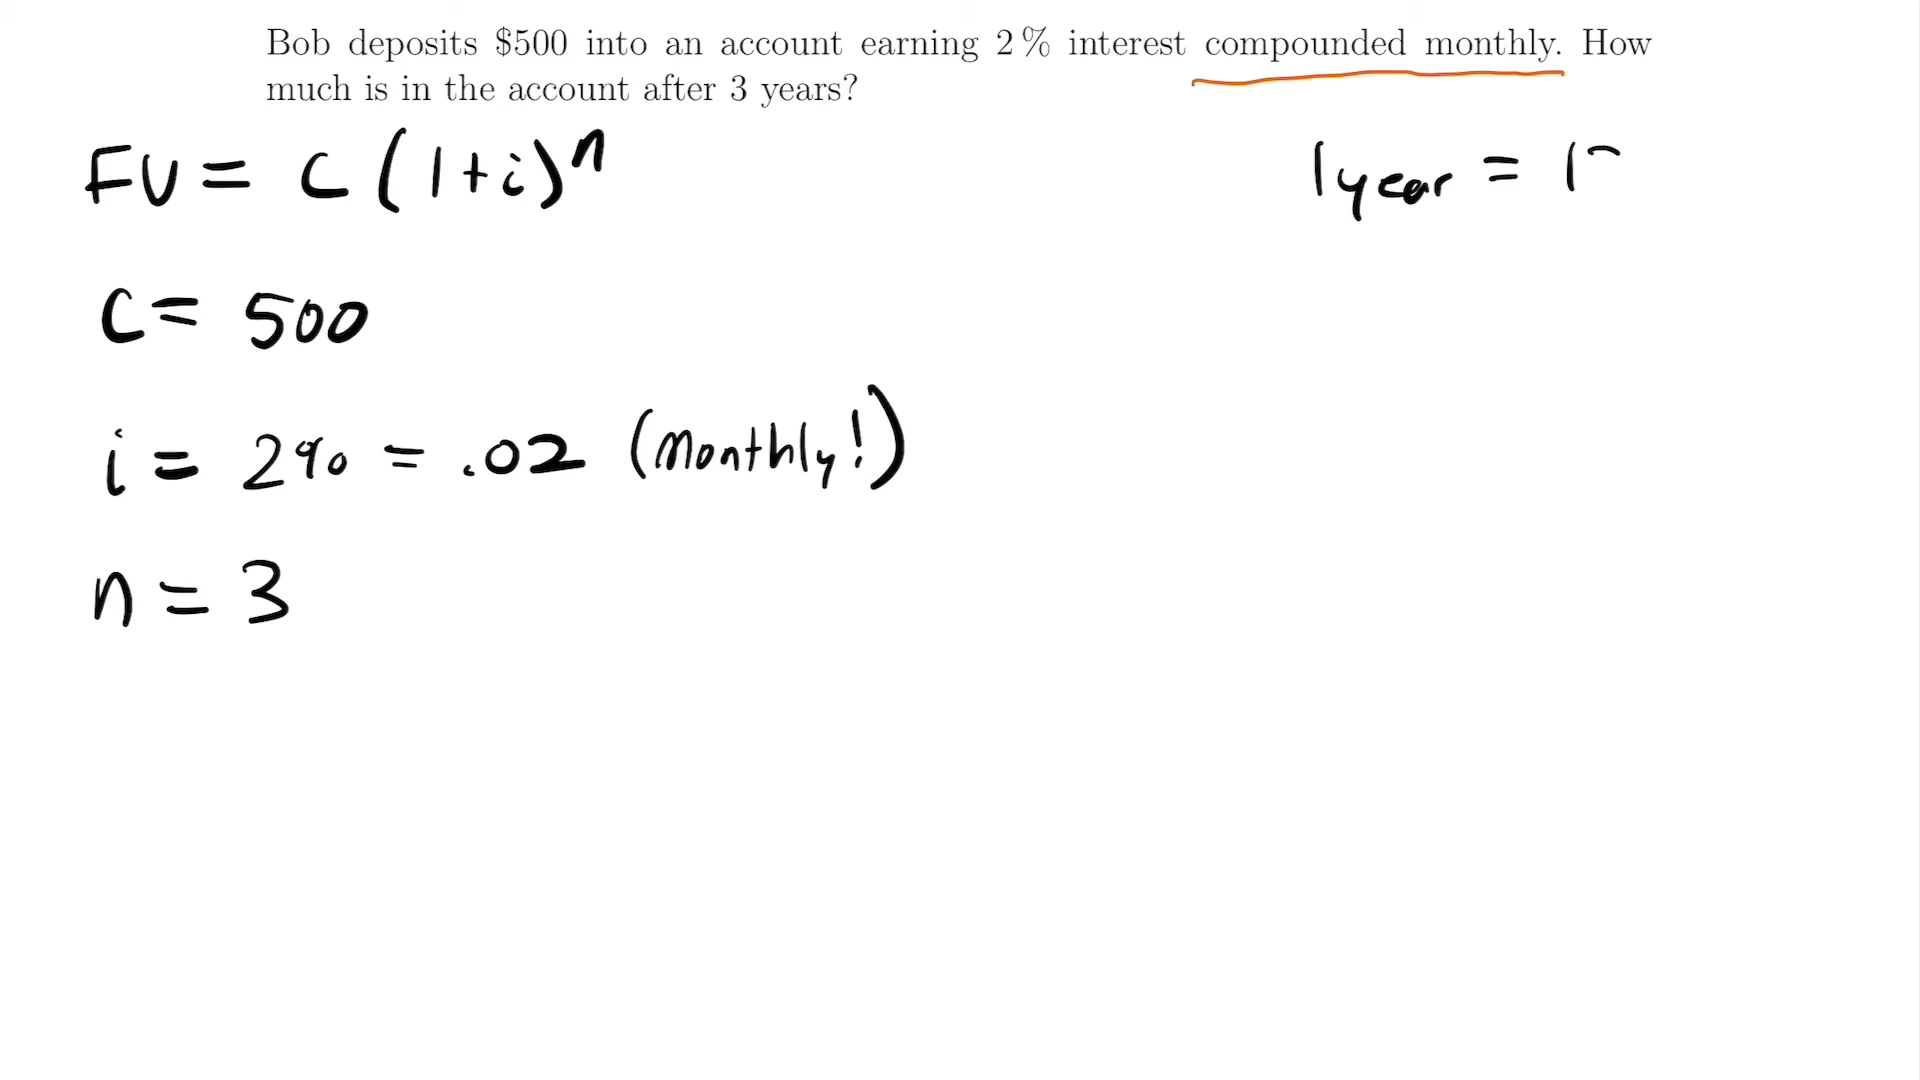 Bob deposits $500 into an account earning 2% interest compounded monthly. How
much is in the account after 3 years?
FV = C (1+i)^n
1 year = 1
C = 500
i = 2% = .02 (Monthly!)
n = 3